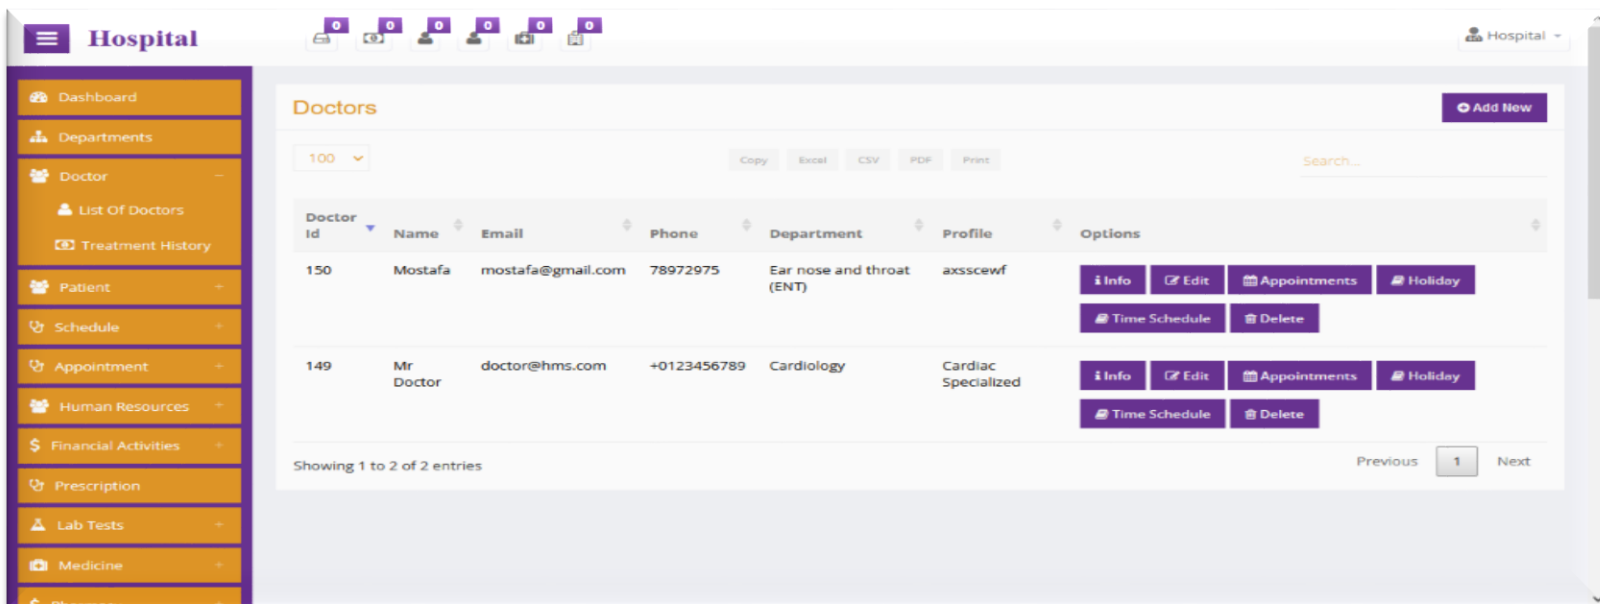 Hospital
0 0 0 0 0 0
Hospital
Dashboard
Departments
Doctor
List Of Doctors
Treatment History
Patient
Schedule
Appointment
Human Resources
Financial Activities
Prescription
Lab Tests
Medicine
Doctors
Add New
100
Copy Excel CSV PDF Print
Search...
Doctor Id Name Email Phone Department Profile Options
150 Mostafa mostafa@gmail.com 78972975 Ear nose and throat axsscewf
(ENT)
Info Edit Appointments Holiday
Time Schedule Delete
149 Mr doctor@hms.com +0123456789 Cardiology Cardiac
Doctor Specialized
Info Edit Appointments Holiday
Time Schedule Delete
Showing 1 to 2 of 2 entries
Previous 1 Next